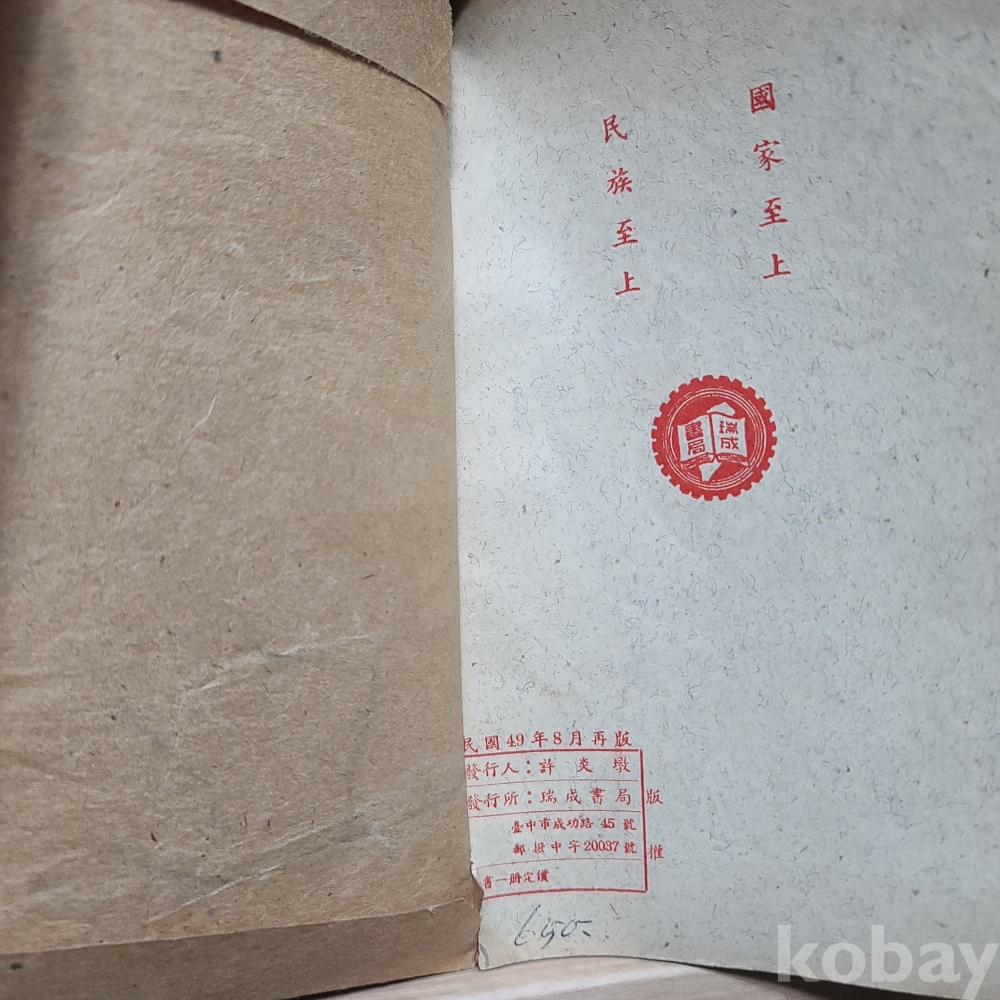 國家至上
民族至上
瑞成
書局
民國49年8月再版
發行人：許炎墩
發行所：瑞成書局
臺中市成功路45號
郵撥中字20037號
書一冊定價
版權
650-
kobay